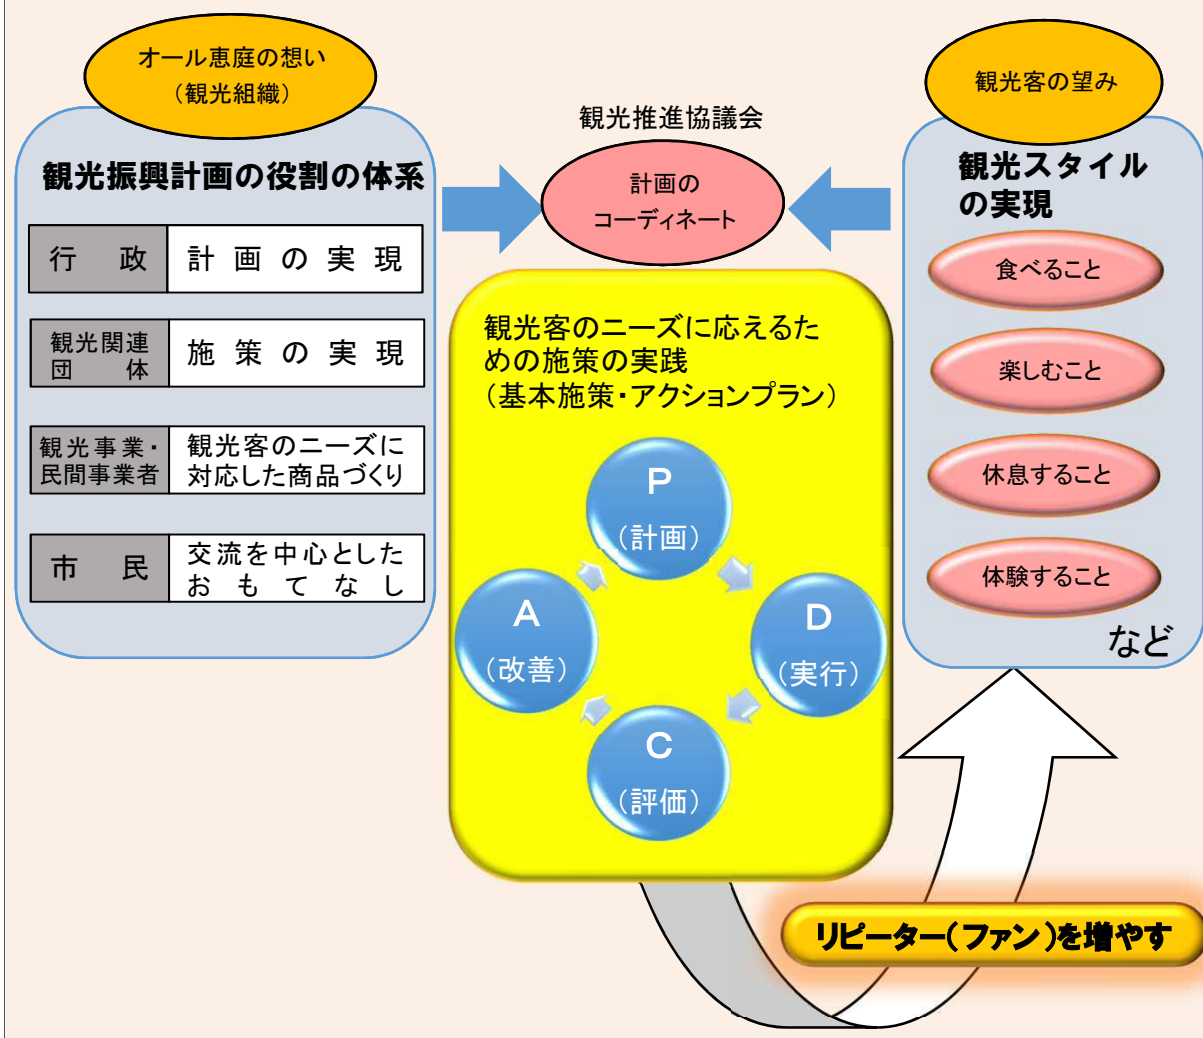 オール恵庭の想い
（観光組織）
観光振興計画の役割の体系
行政
計画の実現
観光関連
団体
施策の実現
観光事業・
民間事業者
観光客のニーズに
対応した商品づくり
市民
交流を中心とした
おもてなし
観光推進協議会
計画の
コーディネート
観光客のニーズに応えるた
めの施策の実践
（基本施策・アクションプラン）
P
（計画）
D
（実行）
C
（評価）
A
（改善）
観光客の望み
観光スタイル
の実現
食べること
楽しむこと
休息すること
体験すること
など
リピーター（ファン）を増やす